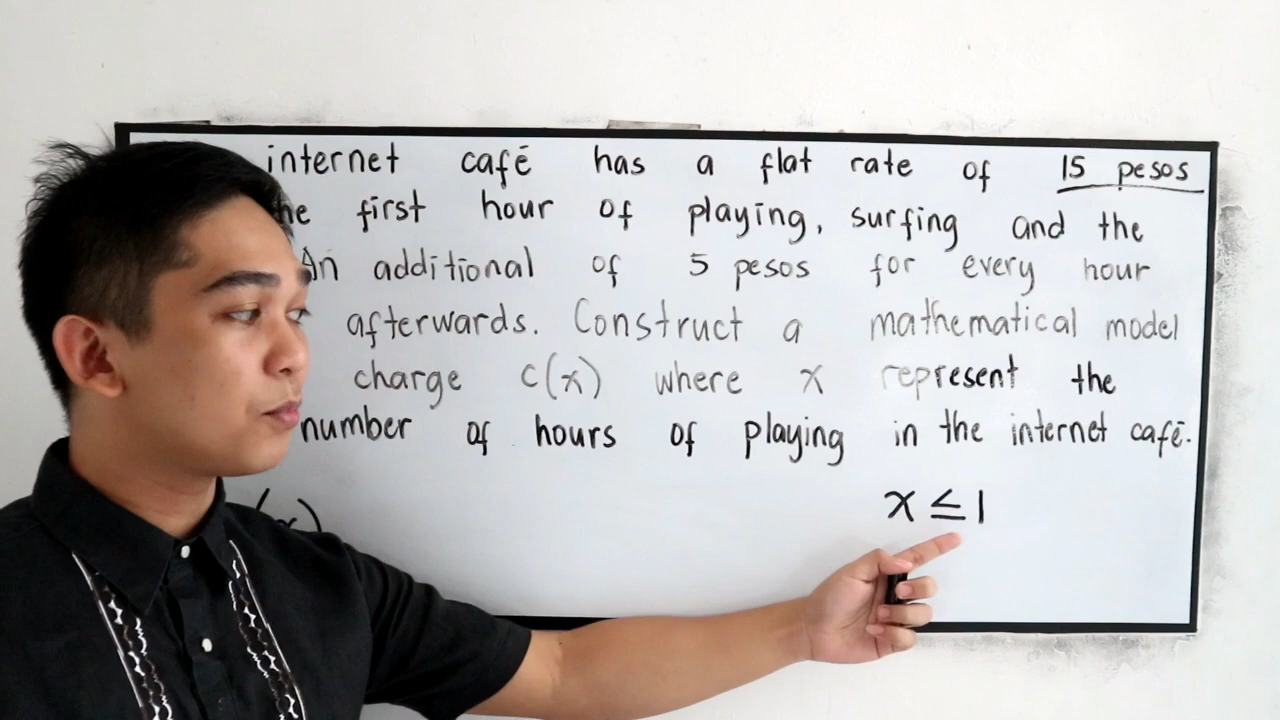 internet cafē has a flat rate of 15 pesos
he first hour of playing, surfing and the
An additional of 5 pesos for every hour
afterwards. Construct a mathematical model
charge c(x) where x represent the
number of hours of playing in the internet cafē.
(x)
x ≤ 1